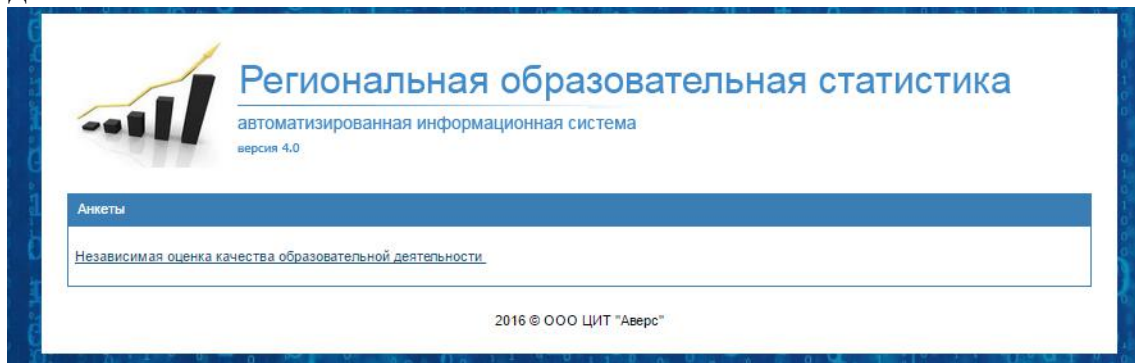 Региональная образовательная статистика
автоматизированная информационная система
версия 4.0
Анкеты
Независимая оценка качества образовательной деятельности
2016 © ООО ЦИТ "Аверс"